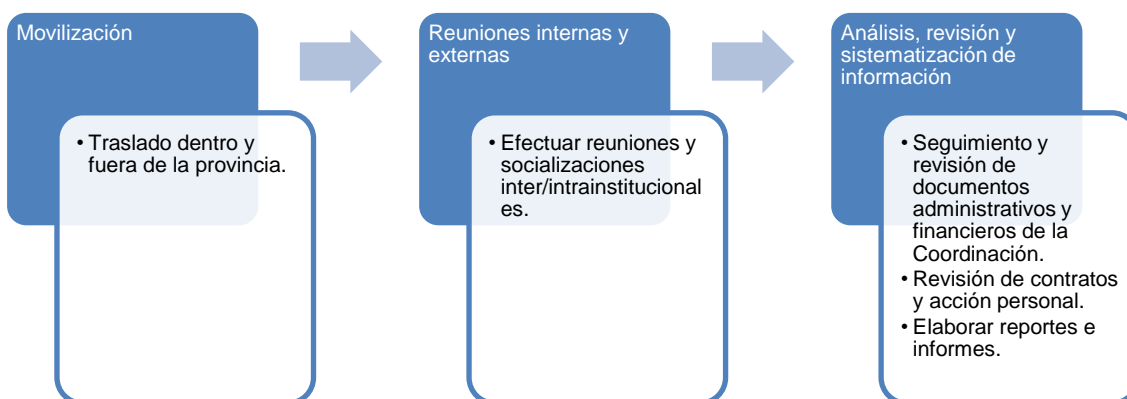 Movilización
• Traslado dentro y
fuera de la provincia.
Reuniones internas y
externas
• Efectuar reuniones y
socializaciones
inter/intrainstitucional
es.
Análisis, revisión y
sistematización de
información
• Seguimiento y
revisión de
documentos
administrativos y
financieros de la
Coordinación.
• Revisión de contratos
y acción personal.
• Elaborar reportes e
informes.